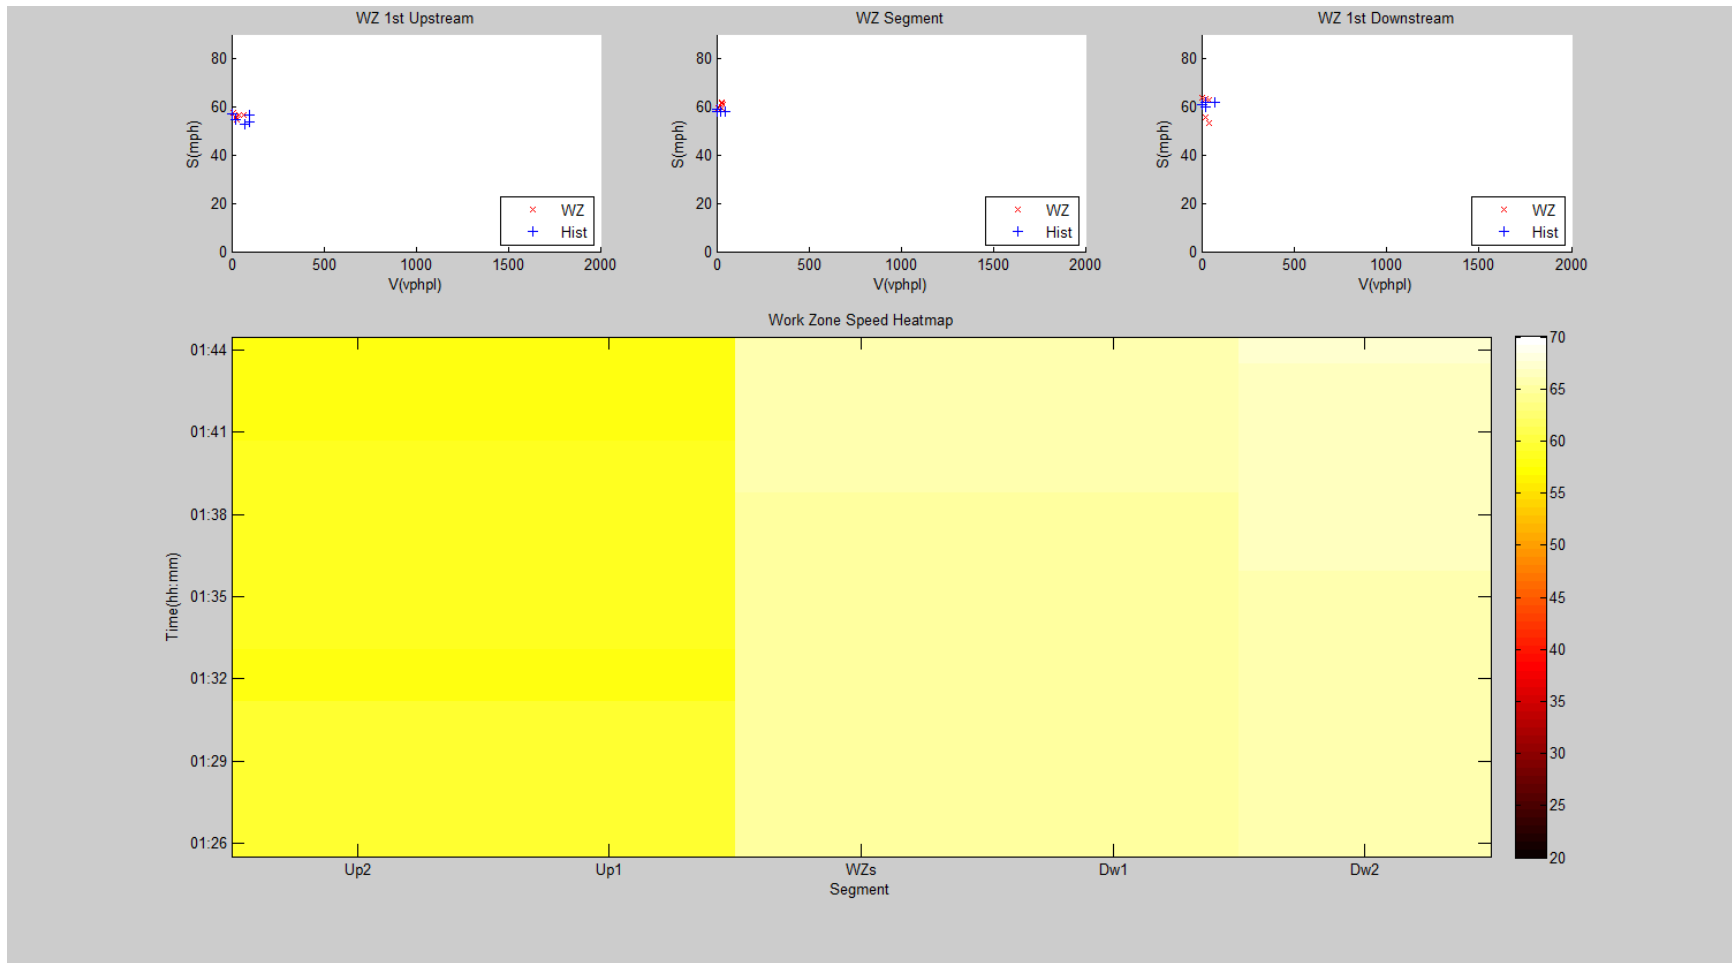 WZ 1st Upstream
80
60
40
20
0
S(mph)
0 500 1000 1500 2000
V(vphpl)
WZ
Hist
WZ Segment
80
60
40
20
0
S(mph)
0 500 1000 1500 2000
V(vphpl)
WZ
Hist
WZ 1st Downstream
80
60
40
20
0
S(mph)
0 500 1000 1500 2000
V(vphpl)
WZ
Hist
Work Zone Speed Heatmap
01:44
01:41
01:38
01:35
01:32
01:29
01:26
Time(hh:mm)
Up2 Up1 WZs Dw1 Dw2
Segment
70
65
60
55
50
45
40
35
30
25
20